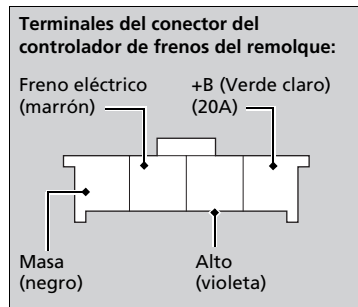 Terminales del conector del
controlador de frenos del remolque:
Freno eléctrico
(marrón)
+B (Verde claro)
(20A)
Masa
(negro)
Alto
(violeta)